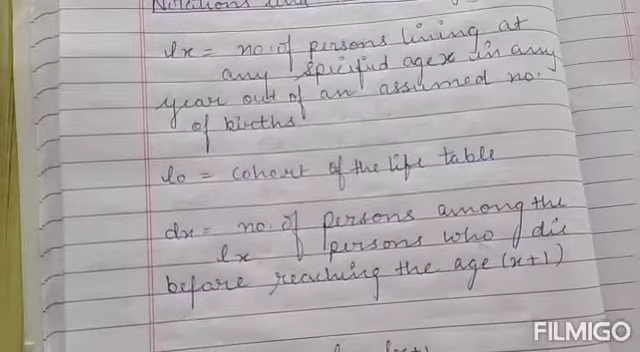 Notations
lx = no. of persons living at
any specified age x in any
year out of an assumed no.
of births
lo = cohort of the life table
dx = no. of persons among the
lx persons who die
before reaching the age (x+1)
FILMIGO